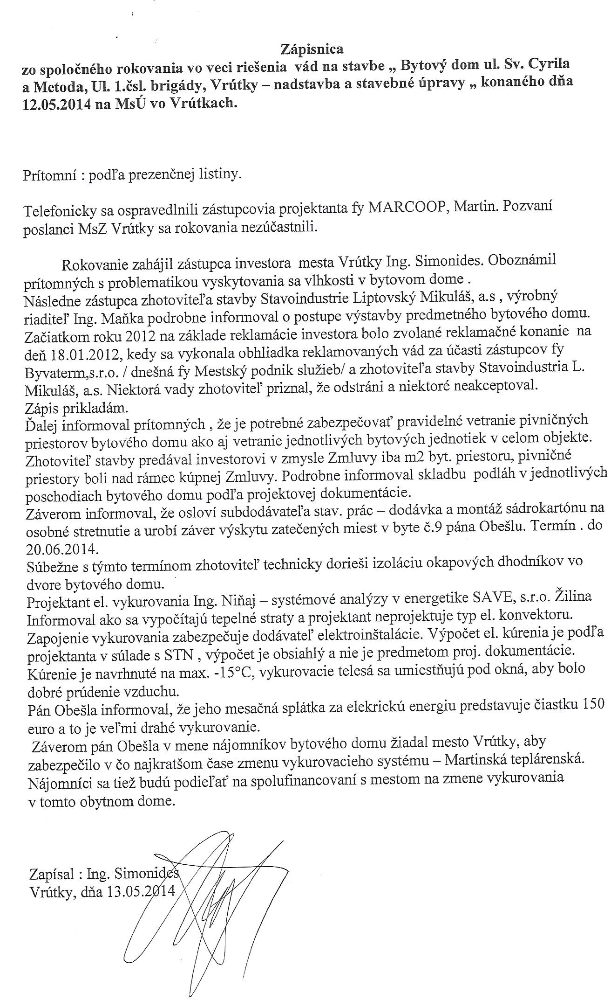 Zápisnica
zo spoločného rokovania vo veci riešenia vád na stavbe „ Bytový dom ul. Sv. Cyrila
a Metoda, Ul. 1.čsl. brigády, Vrútky – nadstavba a stavebné úpravy „ konaného dňa
12.05.2014 na MsÚ vo Vrútkach.
Prítomní : podľa prezenčnej listiny.
Telefonicky sa ospravedlnili zástupcovia projektanta fy MARCOOP, Martin. Pozvaní
poslanci MsZ Vrútky sa rokovania nezúčastnili.
Rokovanie zahájil zástupca investora mesta Vrútky Ing. Simonides. Oboznámil
prítomných s problematikou vyskytovania sa vlhkosti v bytovom dome .
Následne zástupca zhotoviteľa stavby Stavoindustrie Liptovský Mikuláš, a.s , výrobný
riaditeľ Ing. Maňka podrobne informoval o postupe výstavby predmetného bytového domu.
Začiatkom roku 2012 na základe reklamácie investora bolo zvolané reklamačné konanie na
deň 18.01.2012, kedy sa vykonala obhliadka reklamovaných vád za účasti zástupcov fy
Byvaterm,s.r.o. / dnešná fy Mestský podnik služieb/ a zhotoviteľa stavby Stavoindustria L.
Mikuláš, a.s. Niektorá vady zhotoviteľ priznal, že odstráni a niektoré neakceptoval.
Zápis prikladám.
Ďalej informoval prítomných , že je potrebné zabezpečovať pravidelné vetranie pivničných
priestorov bytového domu ako aj vetranie jednotlivých bytových jednotiek v celom objekte.
Zhotoviteľ stavby predával investorovi v zmysle Zmluvy iba m2 byt. priestoru, pivničné
priestory boli nad rámec kúpnej Zmluvy. Podrobne informoval skladbu podláh v jednotlivých
poschodiach bytového domu podľa projektovej dokumentácie.
Záverom informoval, že osloví subdodávateľa stav. prác – dodávka a montáž sádrokartónu na
osobné stretnutie a urobí záver výskytu zatečených miest v byte č.9 pána Obešlu. Termín . do
20.06.2014.
Súbežne s týmto termínom zhotoviteľ technicky dorieši izoláciu okapových dhodníkov vo
dvore bytového domu.
Projektant el. vykurovania Ing. Niňaj – systémové analýzy v energetike SAVE, s.r.o. Žilina
Informoval ako sa vypočítajú tepelné straty a projektant neprojektuje typ el. konvektoru.
Zapojenie vykurovania zabezpečuje dodávateľ elektroinštalácie. Výpočet el. kúrenia je podľa
projektanta v súlade s STN , výpočet je obsiahlý a nie je predmetom proj. dokumentácie.
Kúrenie je navrhnuté na max. -15°C, vykurovacie telesá sa umiestňujú pod okná, aby bolo
dobré prúdenie vzduchu.
Pán Obešla informoval, že jeho mesačná splátka za elekrickú energiu predstavuje čiastku 150
euro a to je veľmi drahé vykurovanie.
Záverom pán Obešla v mene nájomníkov bytového domu žiadal mesto Vrútky, aby
zabezpečilo v čo najkratšom čase zmenu vykurovacieho systému – Martinská teplárenská.
Nájomníci sa tiež budú podieľať na spolufinancovaní s mestom na zmene vykurovania
v tomto obytnom dome.
Zapísal : Ing. Simonides
Vrútky, dňa 13.05.2014